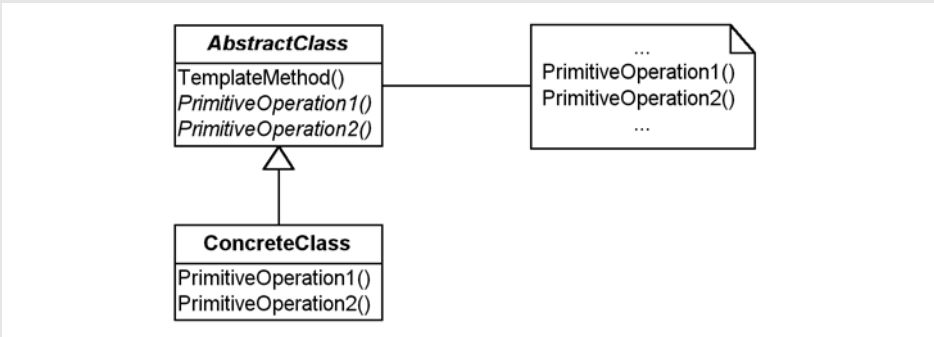 AbstractClass
TemplateMethod()
PrimitiveOperation1()
PrimitiveOperation2()
...
PrimitiveOperation1()
PrimitiveOperation2()
...
ConcreteClass
PrimitiveOperation1()
PrimitiveOperation2()